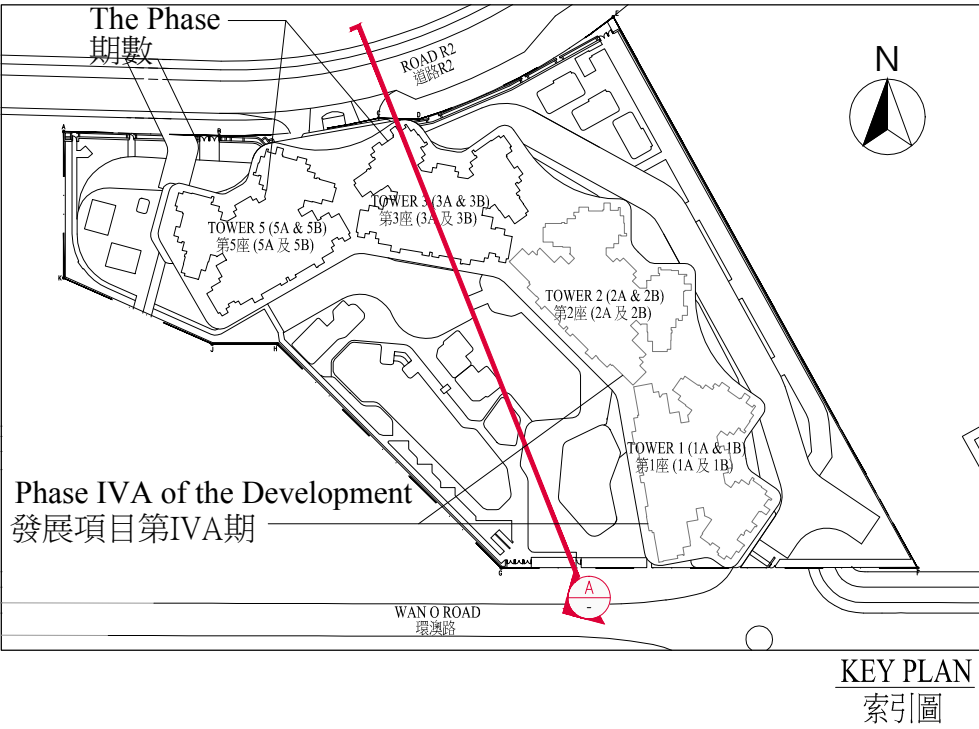 The Phase
期數
ROAD R2
道路R2
N
A
B
C
D
E
TOWER 5 (5A & 5B)
第5座 (5A 及 5B)
TOWER 3 (3A & 3B)
第3座 (3A 及 3B)
TOWER 2 (2A & 2B)
第2座 (2A 及 2B)
K
J
H
TOWER 1 (1A & 1B)
第1座 (1A 及 1B)
Phase IVA of the Development
發展項目第IVA期
G
F
A
-
WAN O ROAD
環澳路
KEY PLAN
索引圖